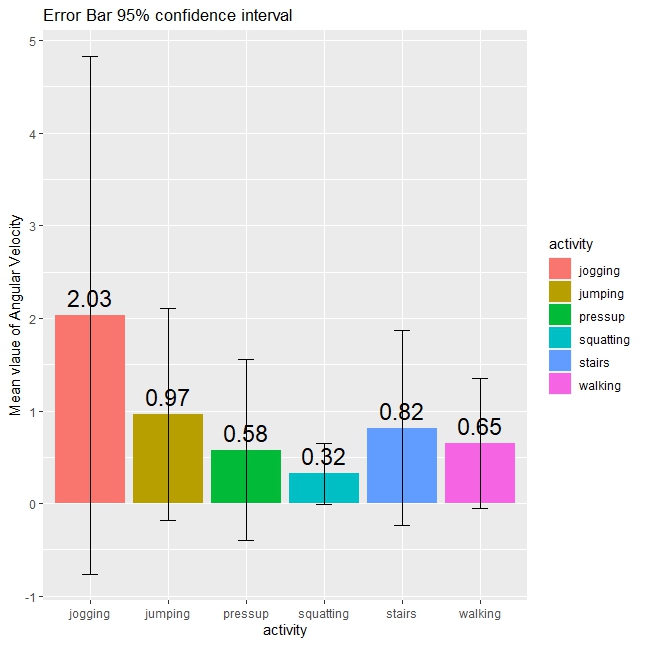 Error Bar 95% confidence interval
Mean vlaue of Angular Velocity
5
4
3
2
1
0
-1
2.03
0.97
0.58
0.32
0.82
0.65
jogging
jumping
pressup
squatting
stairs
walking
activity
activity
jogging
jumping
pressup
squatting
stairs
walking